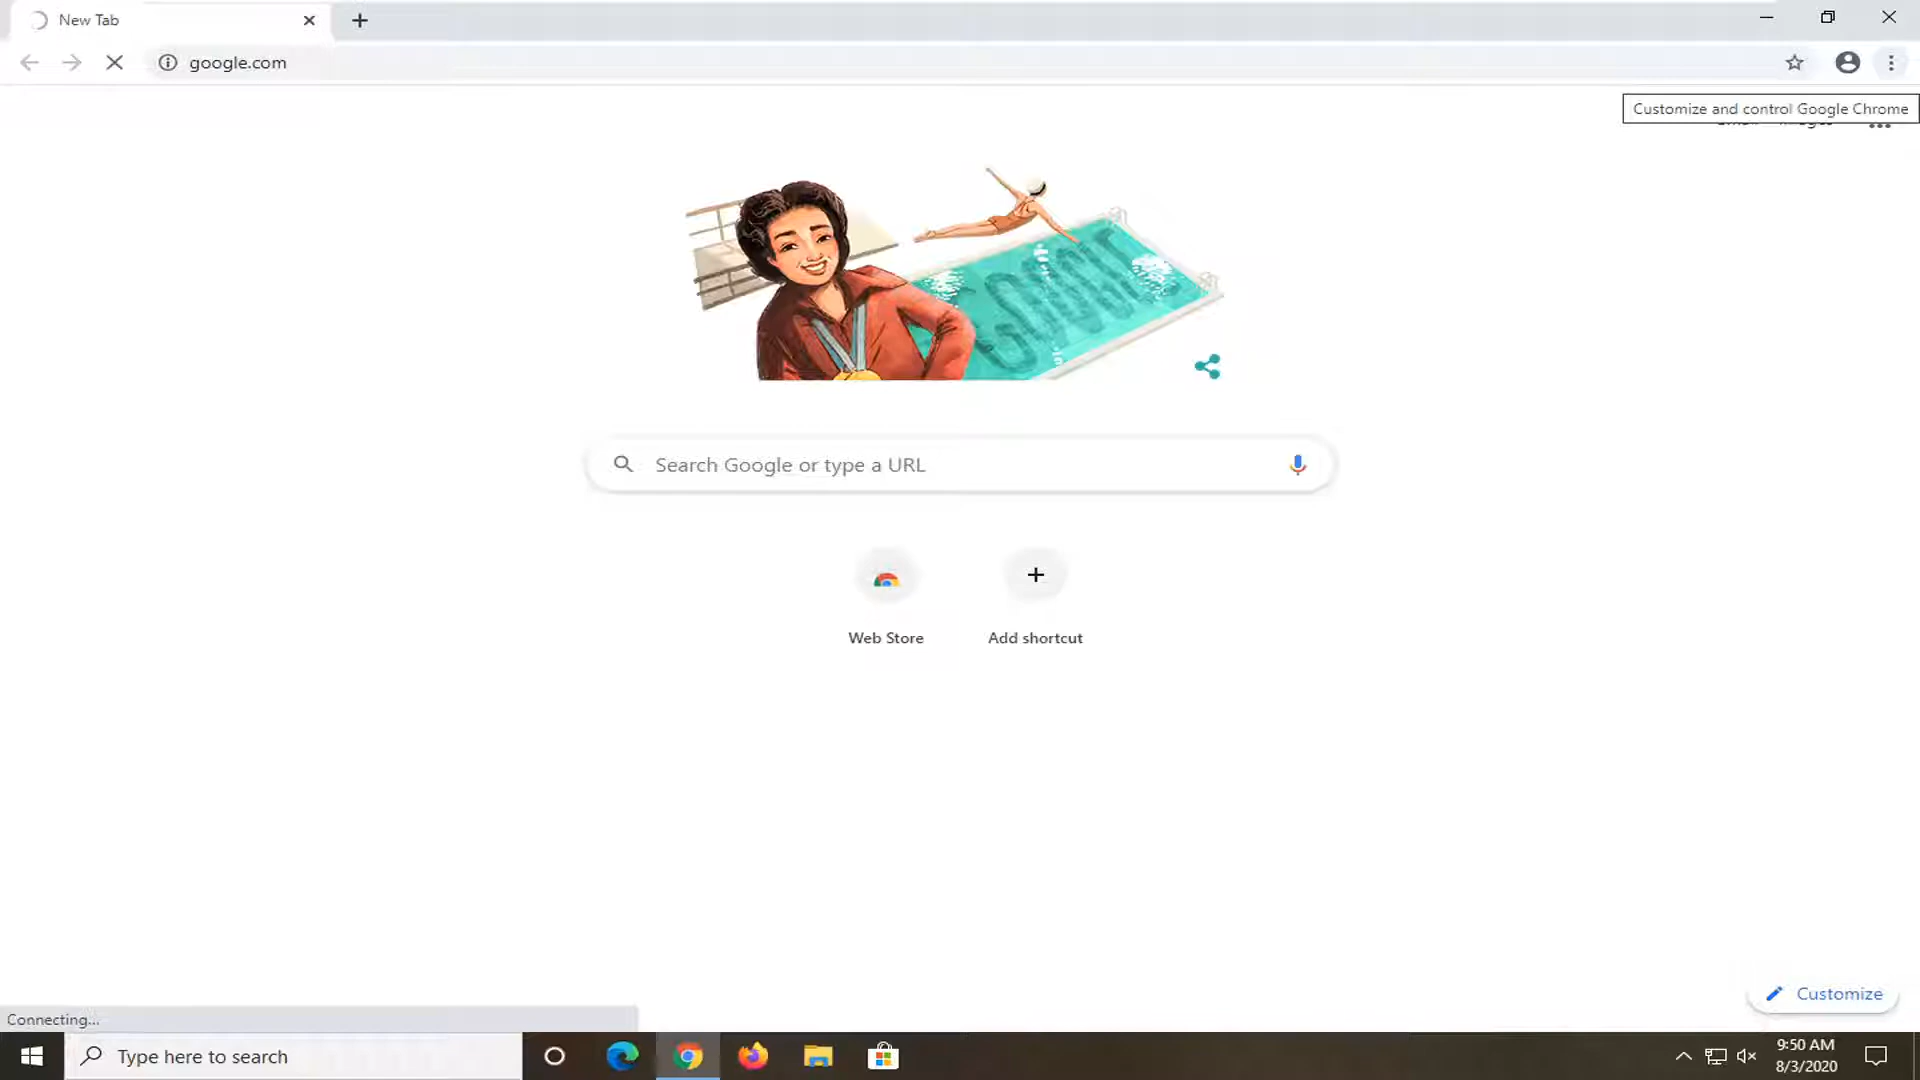 New Tab
google.com
Customize and control Google Chrome
Search Google or type a URL
Web Store
Add shortcut
Customize
Connecting...
Type here to search
9:50 AM
8/3/2020